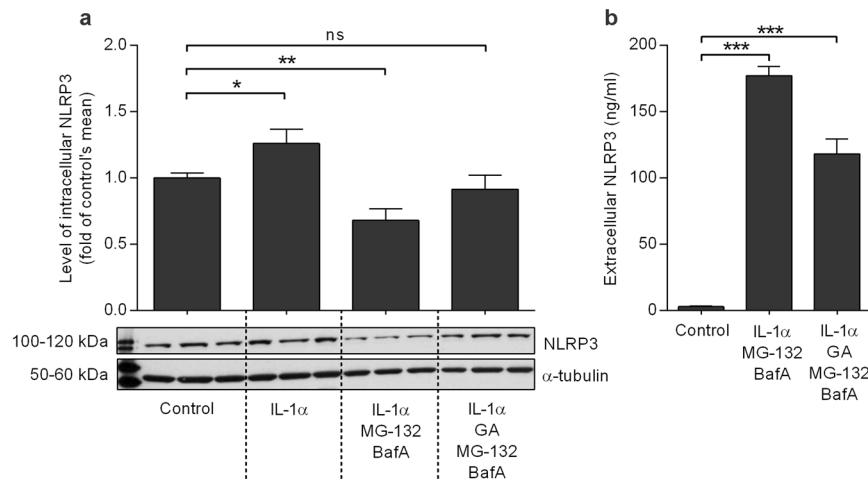 a
Level of intracellular NLRP3
(fold of control's mean)
2.0
1.5
1.0
0.5
0.0
ns
**
*
100-120 kDa
NLRP3
50-60 kDa
α-tubulin
Control
IL-1α
IL-1α
MG-132
BafA
IL-1α
GA
MG-132
BafA
b
Extracellular NLRP3 (ng/ml)
200
150
100
50
0
***
***
Control
IL-1α
MG-132
BafA
IL-1α
GA
MG-132
BafA